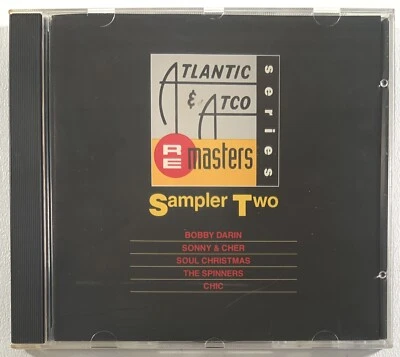 ATLANTIC
& ATCO
RE masters
series
Sampler Two
BOBBY DARIN
SONNY & CHER
SOUL CHRISTMAS
THE SPINNERS
CHIC